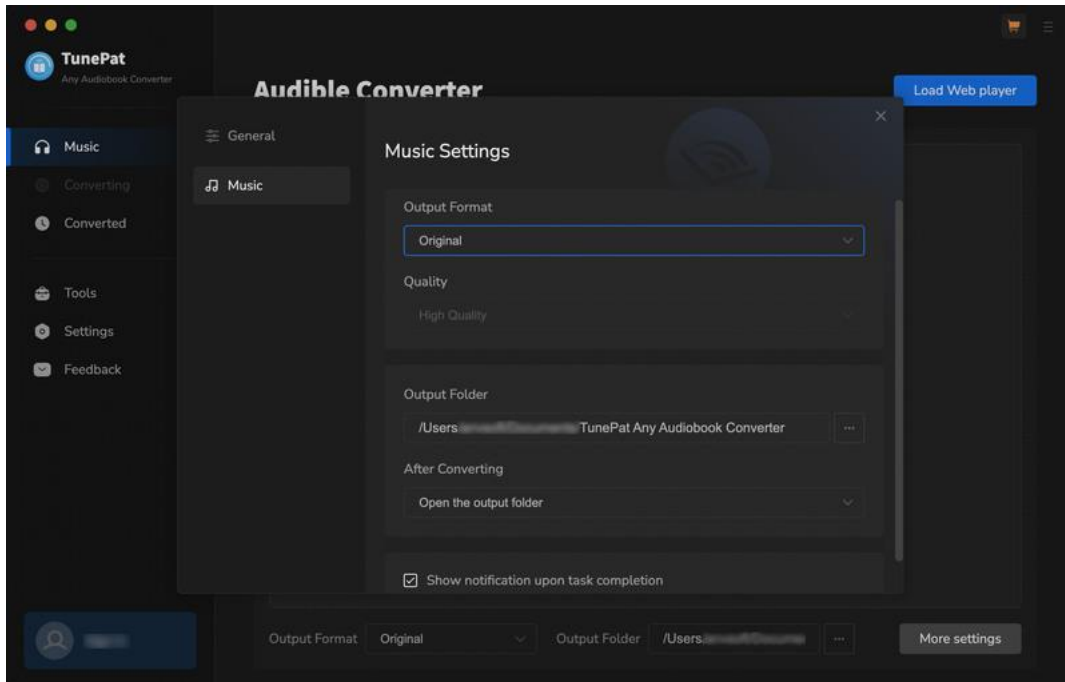 TunePat
Any Audiobook Converter
Music
Converting
Converted
Tools
Settings
Feedback
Audible Converter
Load Web player
General
Music
Music Settings
Output Format
Original
Quality
High Quality
Output Folder
/Users TunePat Any Audiobook Converter
After Converting
Open the output folder
Show notification upon task completion
Output Format Original Output Folder /Users More settings